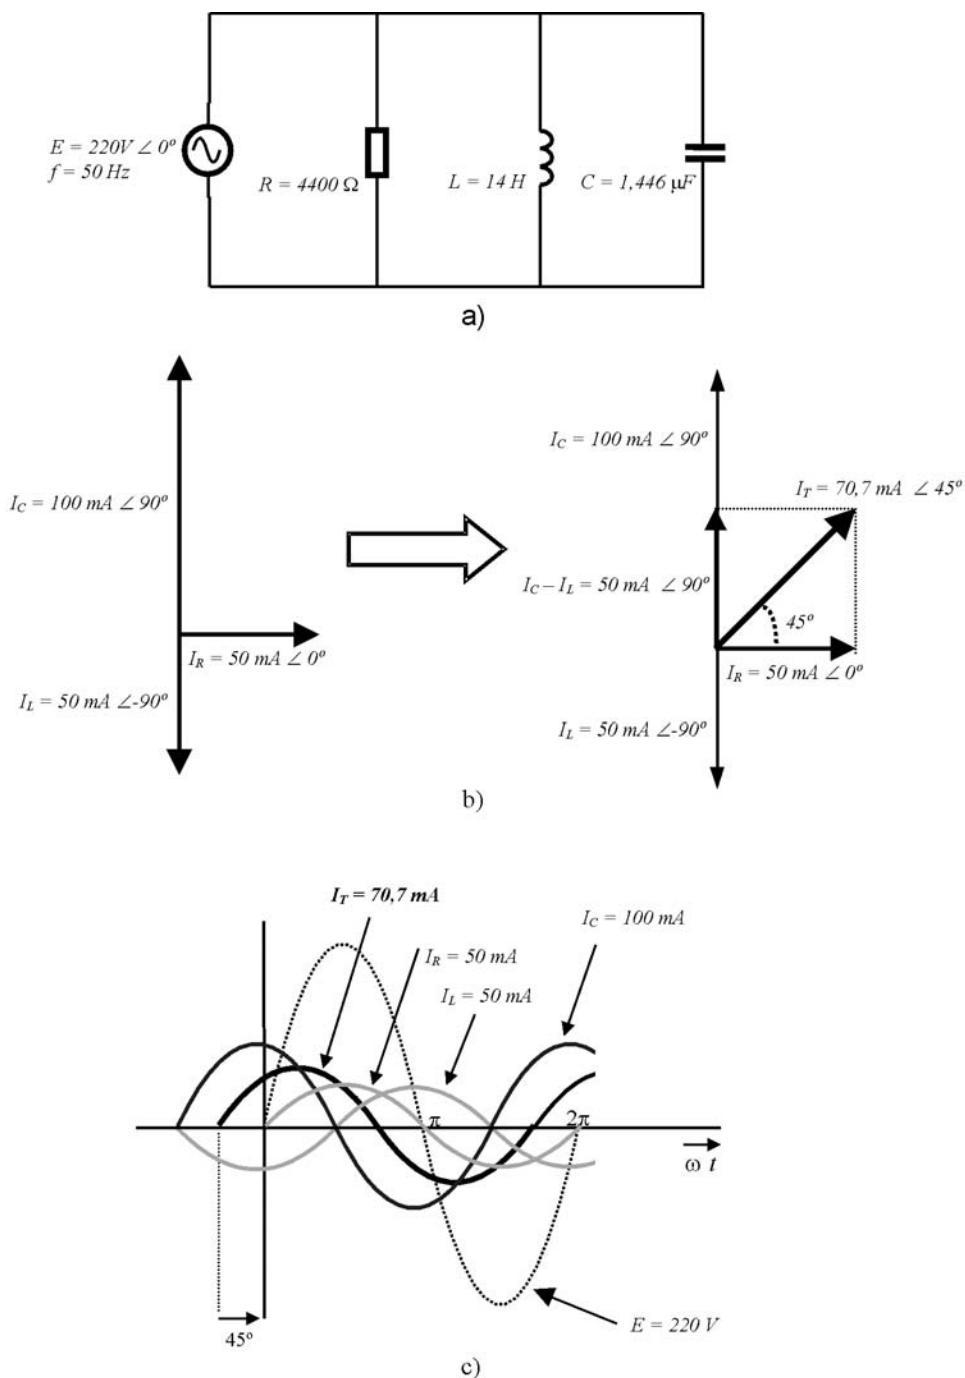 E = 220V ∠ 0º
f = 50 Hz
R = 4400 Ω
L = 14 H
C = 1,446 µF
a)
I_C = 100 mA ∠ 90º
I_R = 50 mA ∠ 0º
I_L = 50 mA ∠-90º
I_C = 100 mA ∠ 90º
I_T = 70,7 mA ∠ 45º
I_C – I_L = 50 mA ∠ 90º
45º
I_R = 50 mA ∠ 0º
I_L = 50 mA ∠-90º
b)
I_T = 70,7 mA
I_C = 100 mA
I_R = 50 mA
I_L = 50 mA
π
2π
ω t
45º
E = 220 V
c)